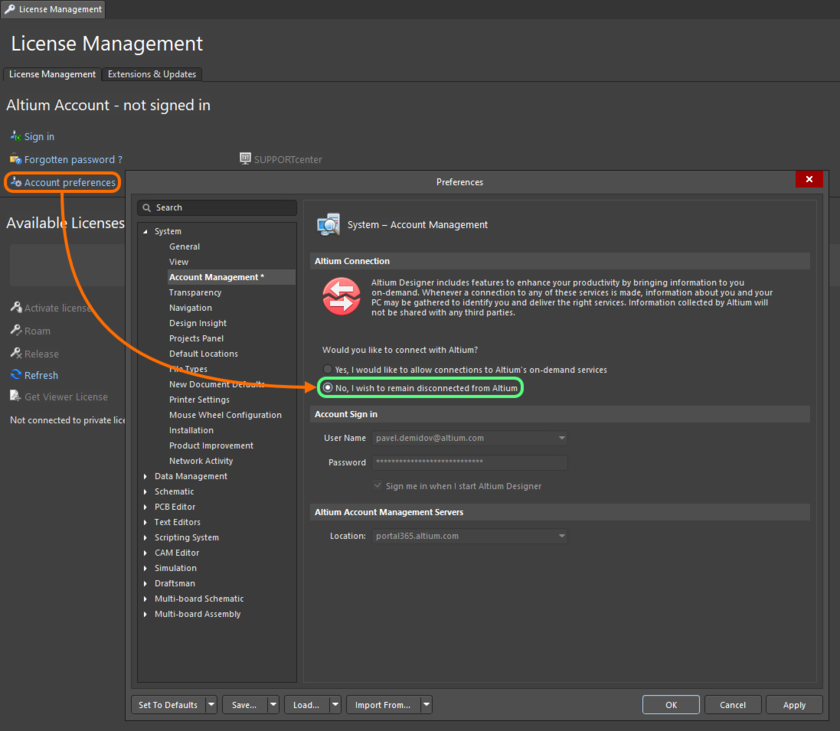 License Management
License Management
License Management Extensions & Updates
Altium Account - not signed in
Sign in
Forgotten password ?
SUPPORTcenter
Account preferences
Available Licenses
Activate license
Roam
Release
Refresh
Get Viewer License
Not connected to private lice
Preferences
Search
System
General
View
Account Management *
Transparency
Navigation
Design Insight
Projects Panel
Default Locations
File Types
New Document Defaults
Printer Settings
Mouse Wheel Configuration
Installation
Product Improvement
Network Activity
Data Management
Schematic
PCB Editor
Text Editors
Scripting System
CAM Editor
Simulation
Draftsman
Multi-board Schematic
Multi-board Assembly
System – Account Management
Altium Connection
Altium Designer includes features to enhance your productivity by bringing information to you
on-demand. Whenever a connection to any of these services is made, information about you and your
PC may be gathered to identify you and deliver the right services. Information collected by Altium will
not be shared with any third parties.
Would you like to connect with Altium?
Yes, I would like to allow connections to Altium's on-demand services
No, I wish to remain disconnected from Altium
Account Sign in
User Name pavel.demidov@altium.com
Password ****************************
Sign me in when I start Altium Designer
Altium Account Management Servers
Location: portal365.altium.com
Set To Defaults Save... Load... Import From... OK Cancel Apply